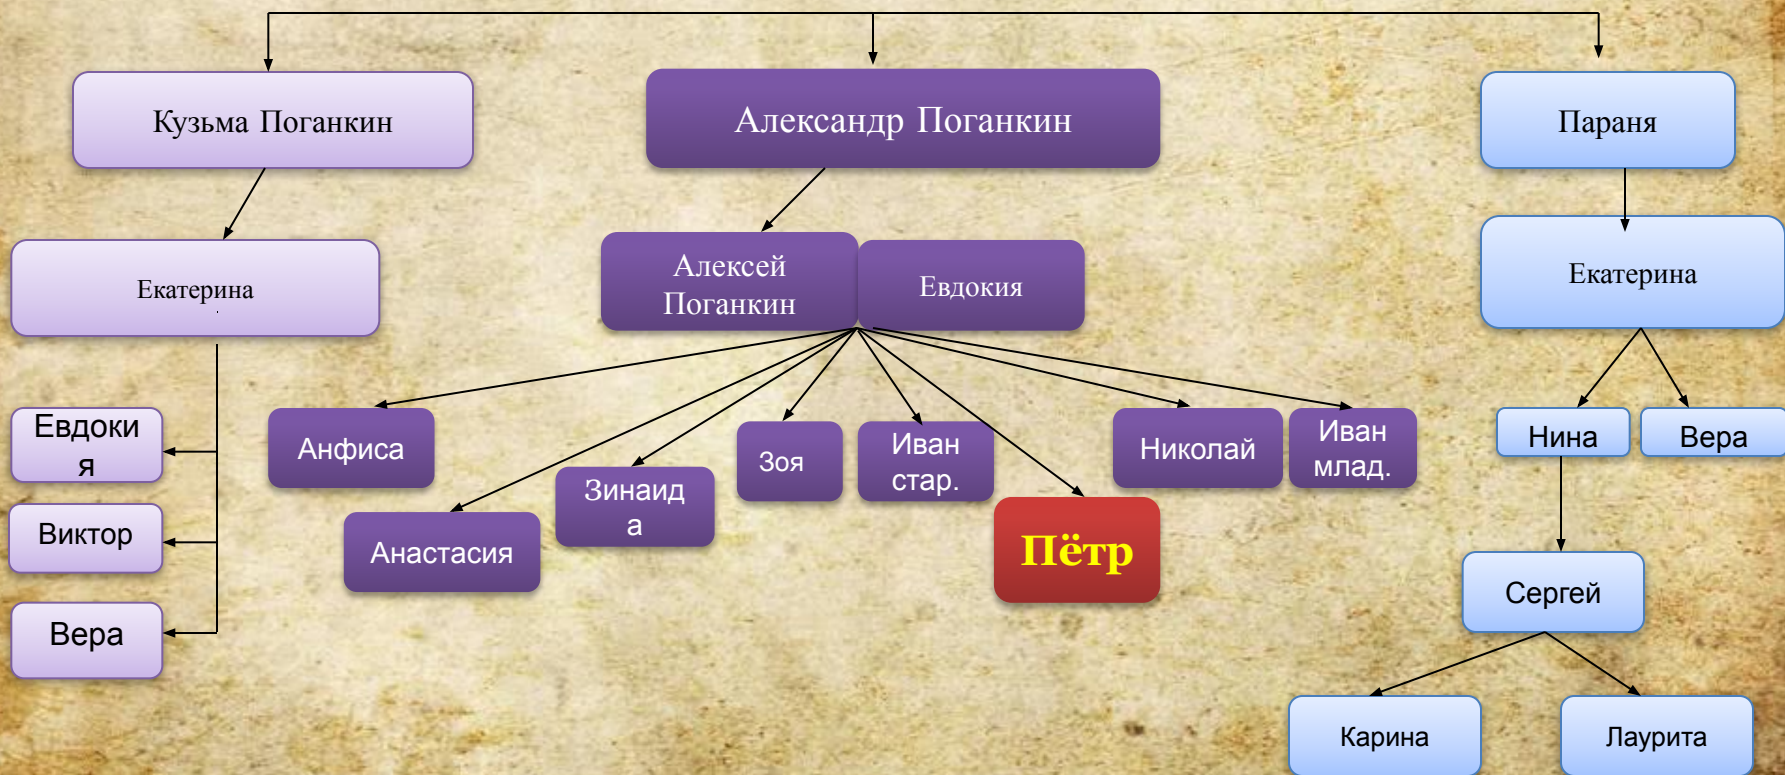 Кузьма Поганкин
Александр Поганкин
Параня
Екатерина
.
Алексей
Поганкин
Евдокия
Екатерина
Евдоки
я
Виктор
Вера
Анфиса
Анастасия
Зинаид
а
Зоя
Иван
стар.
Пётр
Николай
Иван
млад.
Нина
Вера
Сергей
Карина
Лаурита